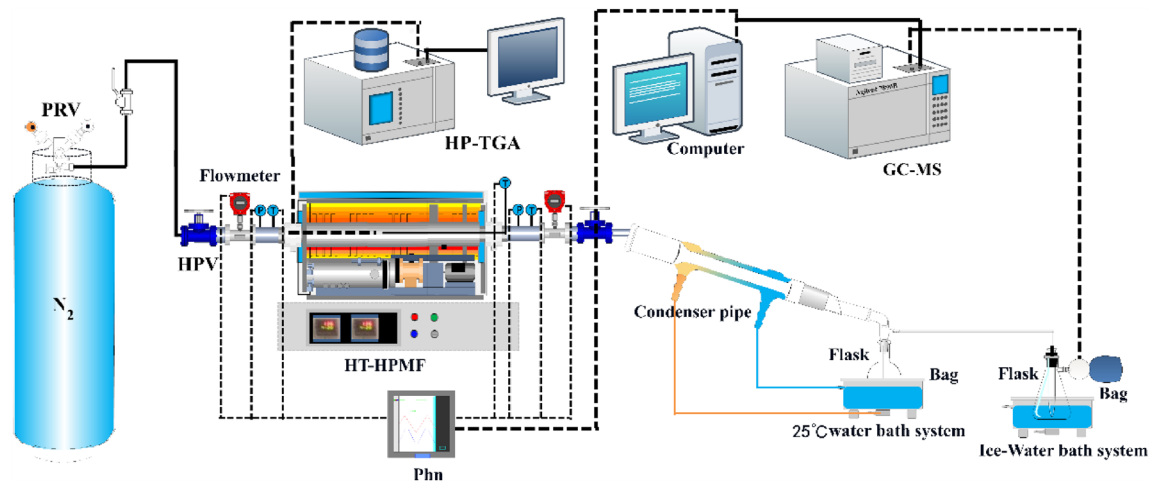 PRV
HP-TGA
Computer
GC-MS
Flowmeter
P
T
T
P
T
HPV
N2
HT-HPMF
Condenser pipe
Flask
Bag
Flask
Bag
25℃water bath system
Ice-Water bath system
Phn